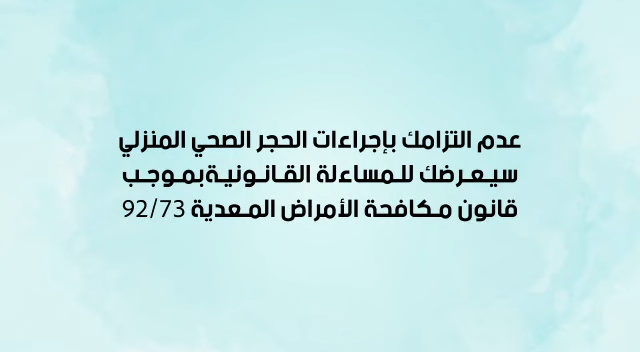 عدم التزامك بإجراءات الحجر الصحي المنزلي
سيعرضك للمساءلة القانونيةبموجب
قانون مكافحة الأمراض المعدية 92/73